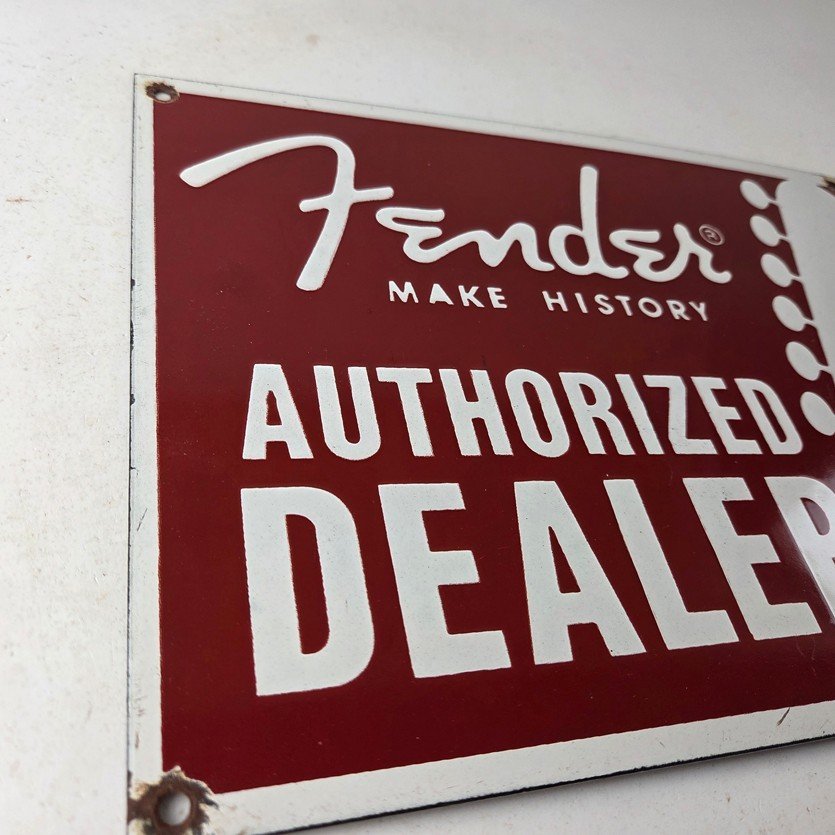 Fender®
MAKE HISTORY
AUTHORIZED
DEALER